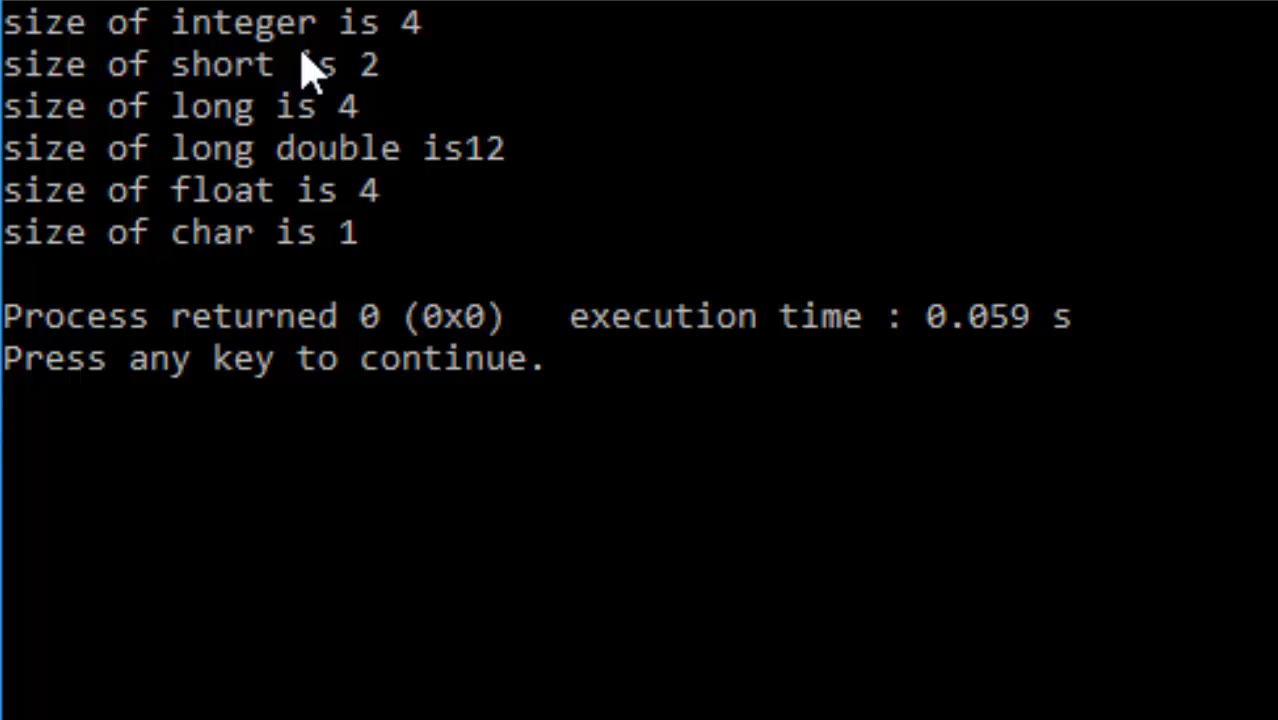 size of integer is 4
size of short is 2
size of long is 4
size of long double is12
size of float is 4
size of char is 1
Process returned 0 (0x0)   execution time : 0.059 s
Press any key to continue.